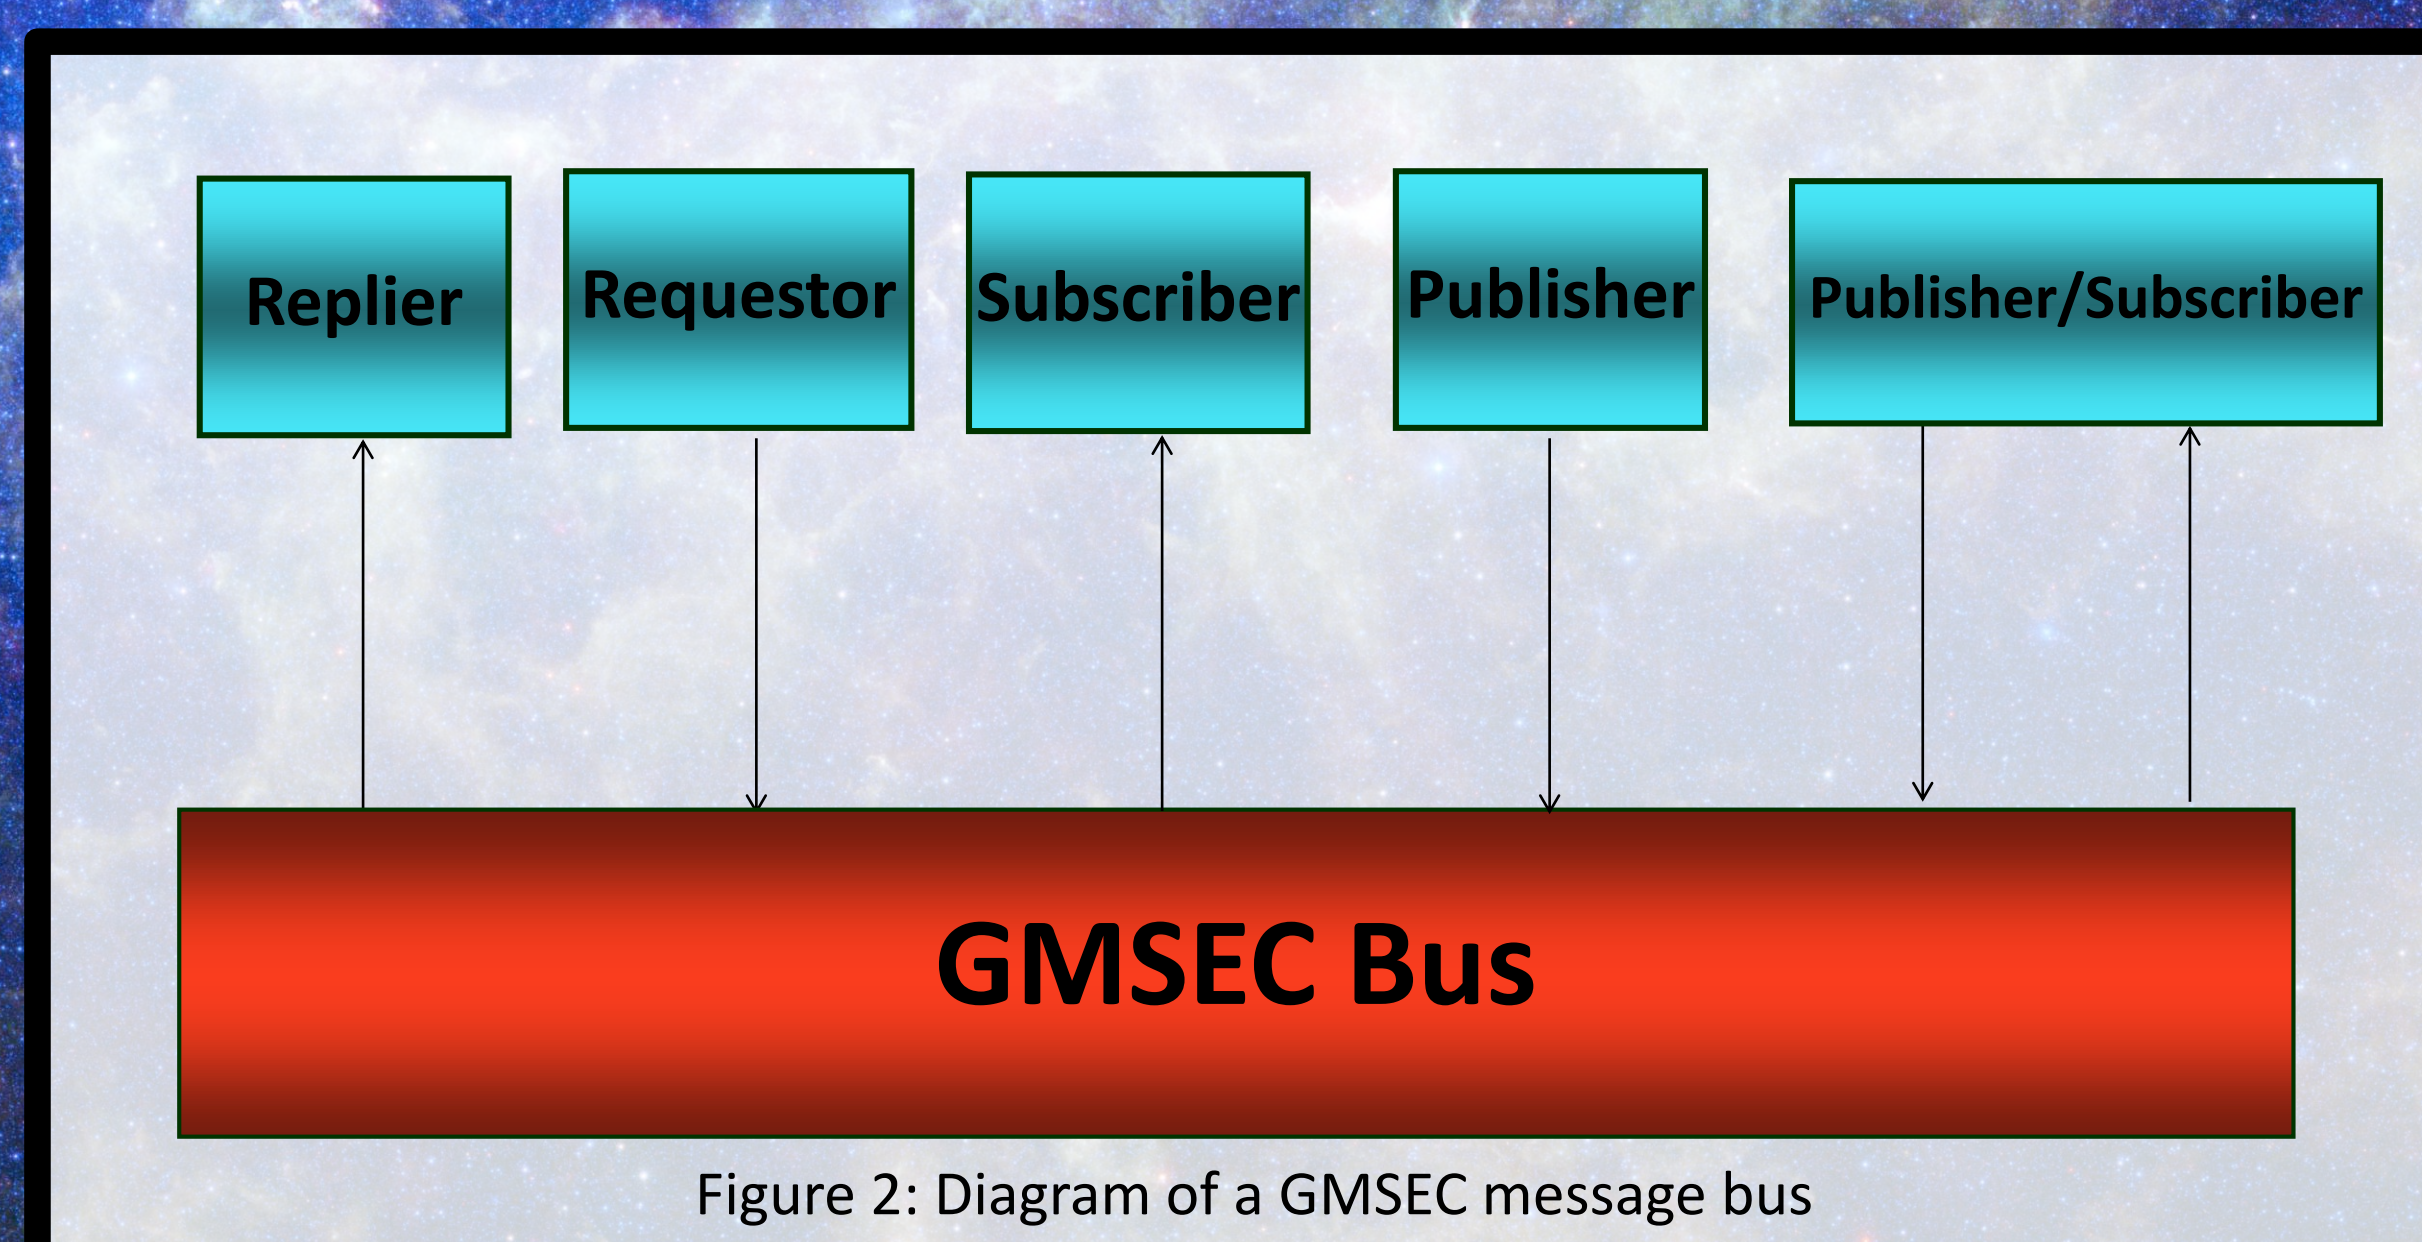 Replier
Requestor
Subscriber
Publisher
Publisher/Subscriber
GMSEC Bus
Figure 2: Diagram of a GMSEC message bus